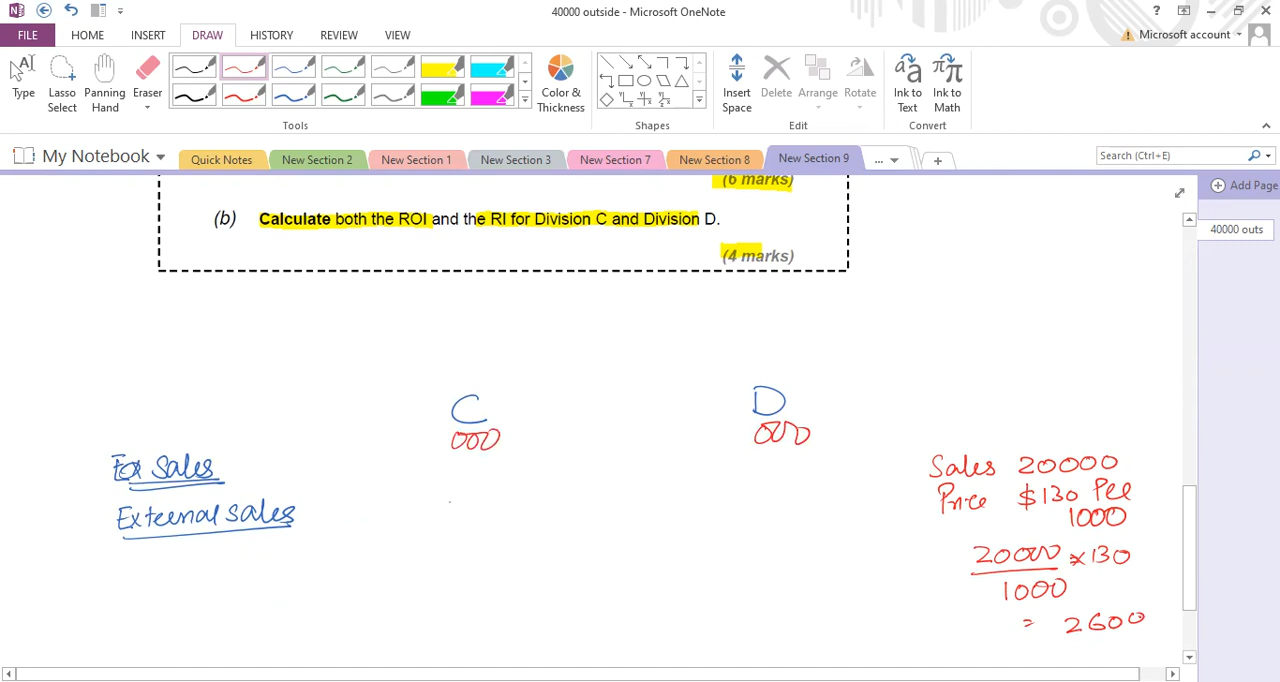 40000 outside - Microsoft OneNote
?
Microsoft account
FILE HOME INSERT DRAW HISTORY REVIEW VIEW
Type
Lasso Select
Panning Hand
Eraser
Color & Thickness
Insert Space
Delete
Arrange
Rotate
Ink to Text
Ink to Math
Tools
Shapes
Edit
Convert
My Notebook Quick Notes New Section 2 New Section 1 New Section 3 New Section 7 New Section 8 New Section 9 ... Search (Ctrl+E)
Add Page
40000 outs
(6 marks)
(b) Calculate both the ROI and the RI for Division C and Division D.
(4 marks)
C D
000 000
Ex Sales
External sales
Sales 20000
Price $130 Per
1000
20000 × 130
1000
= 2600